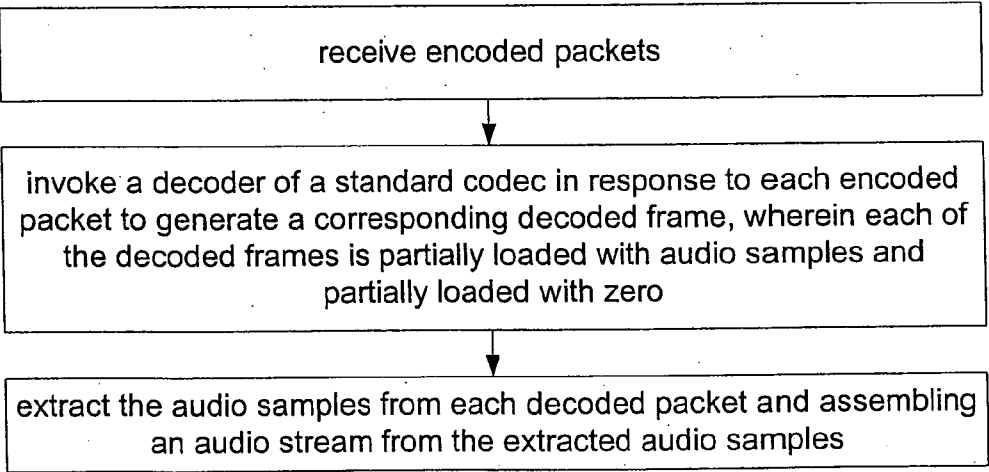 receive encoded packets
invoke a decoder of a standard codec in response to each encoded
packet to generate a corresponding decoded frame, wherein each of
the decoded frames is partially loaded with audio samples and
partially loaded with zero
extract the audio samples from each decoded packet and assembling
an audio stream from the extracted audio samples